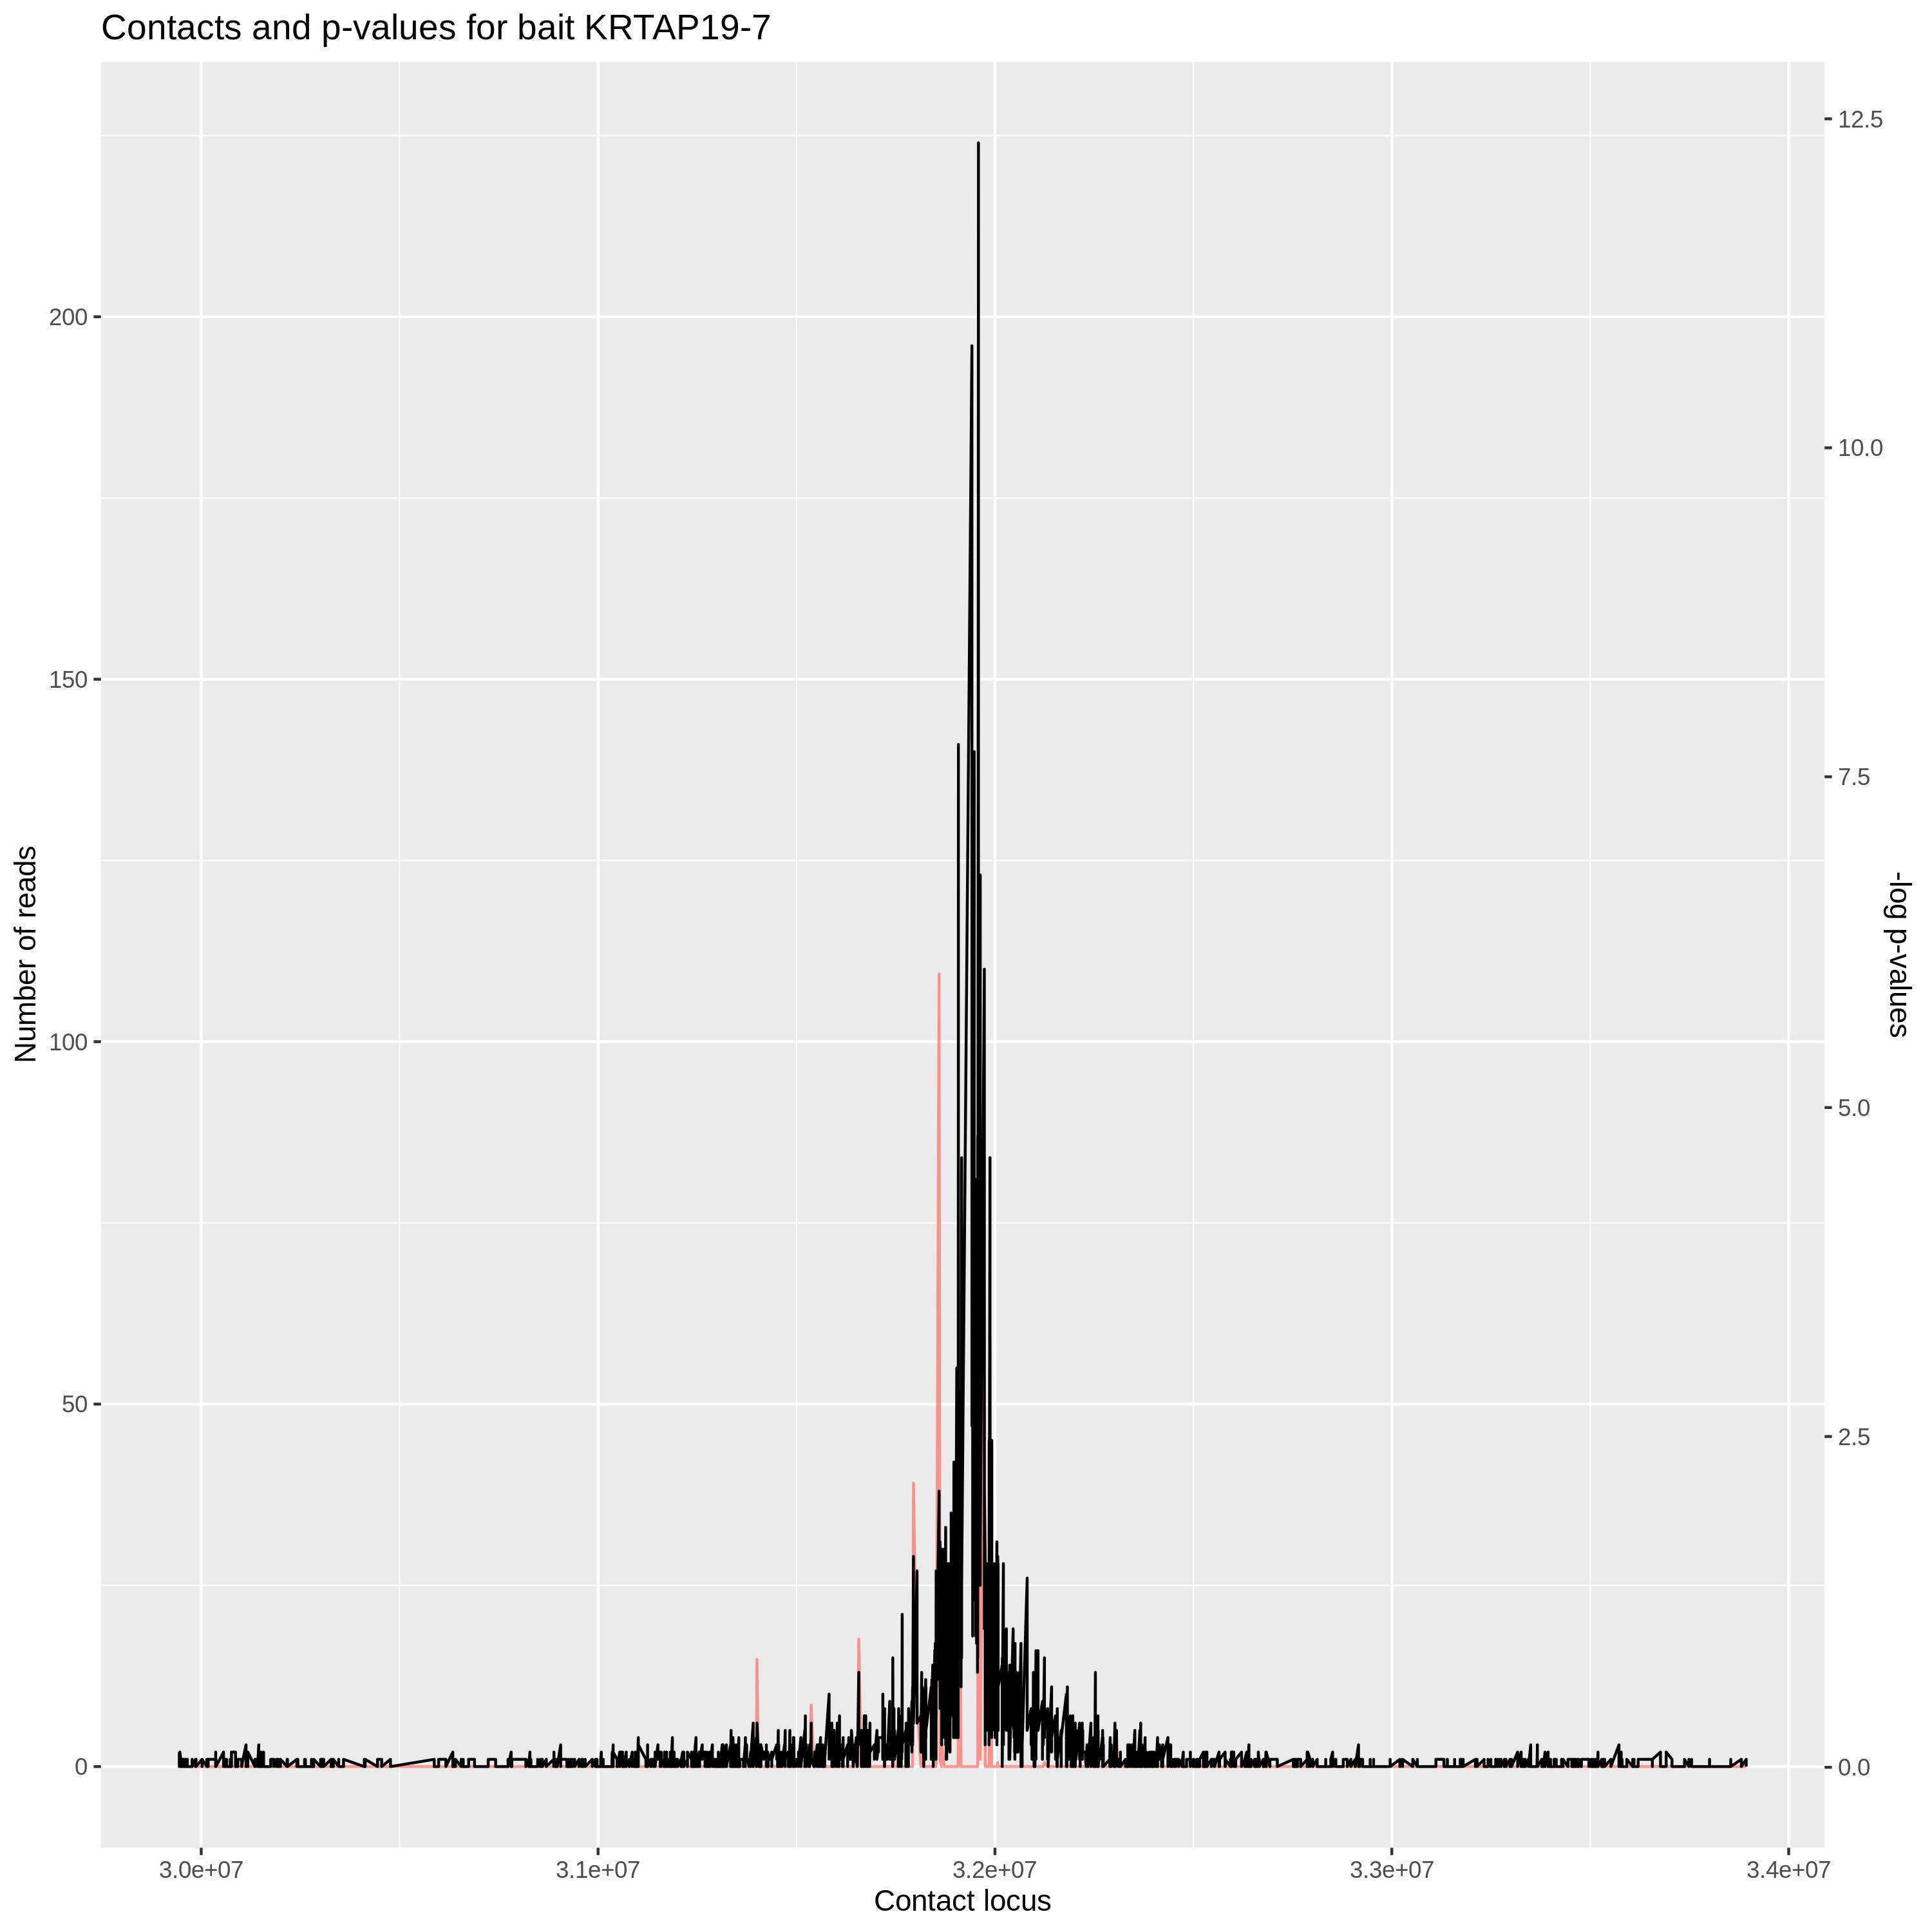 Contacts and p-values for bait KRTAP19-7
Number of reads
200
150
100
50
0
12.5
10.0
7.5
5.0
2.5
0.0
-log p-values
3.0e+07
3.1e+07
3.2e+07
3.3e+07
3.4e+07
Contact locus